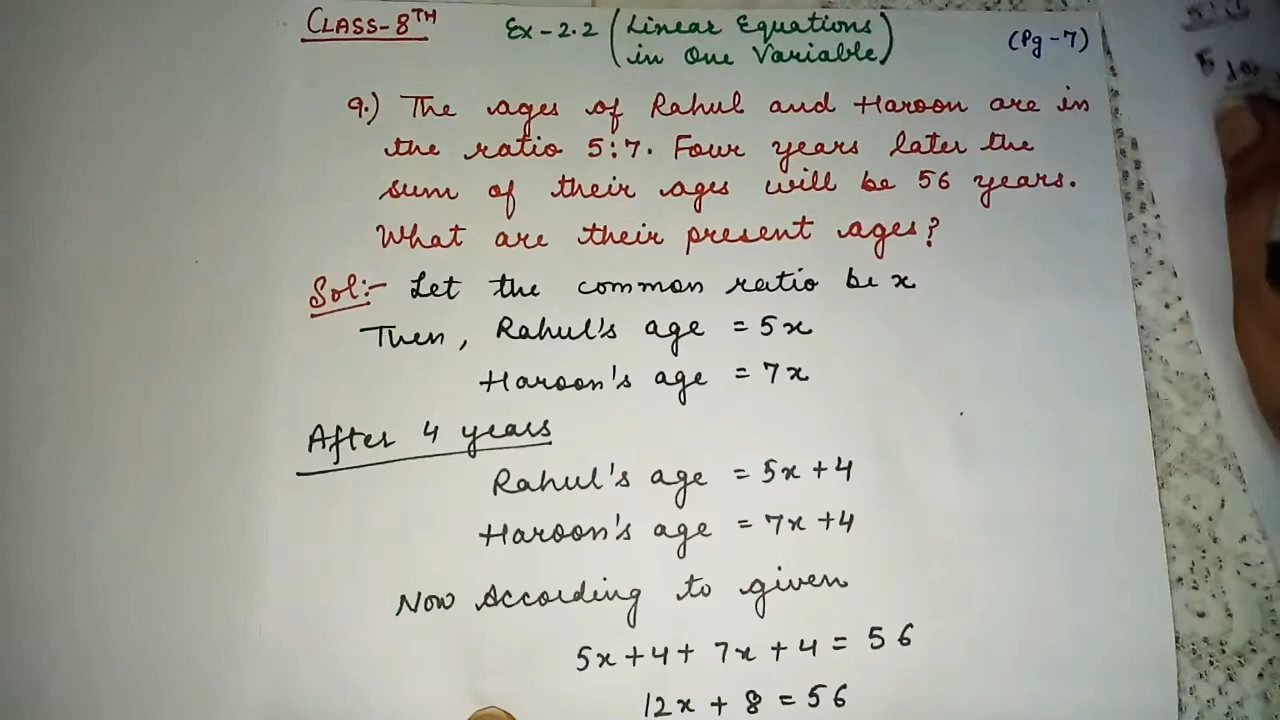 CLASS-8TH Ex-2.2 (Linear Equations in One Variable) (Pg-7)
9.) The ages of Rahul and Haroon are in
the ratio 5:7. Four years later the
sum of their ages will be 56 years.
What are their present ages?
Sol:- Let the common ratio be x
Then, Rahul's age = 5x
Haroon's age = 7x
After 4 years
Rahul's age = 5x+4
Haroon's age = 7x+4
Now According to given
5x+4+ 7x+4 = 56
12x + 8 = 56